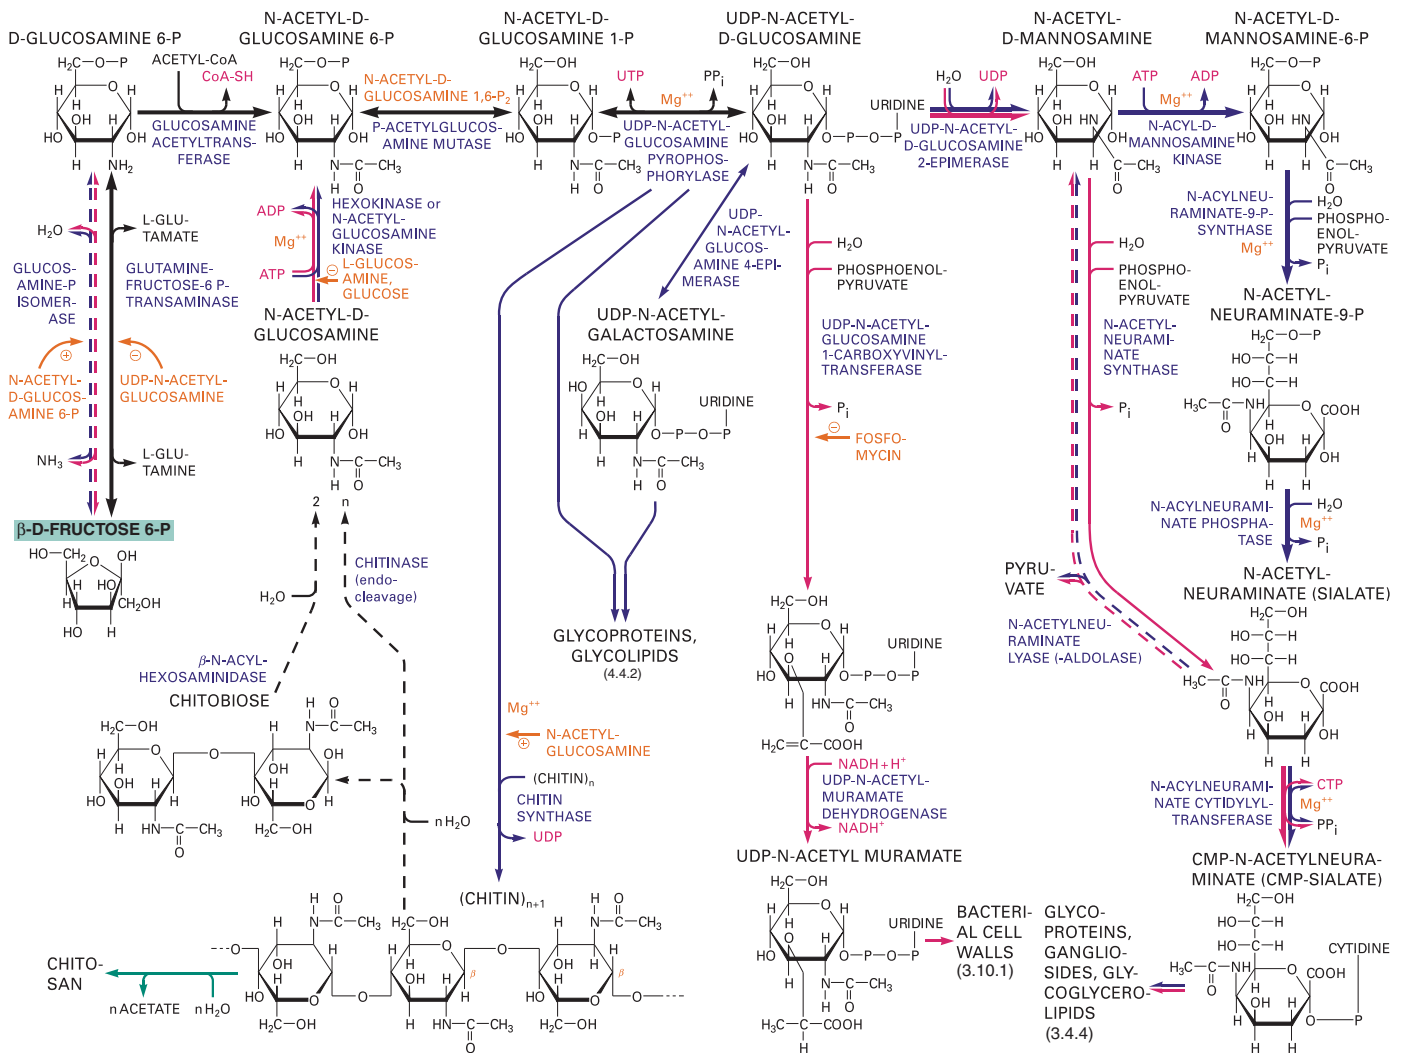 D-GLUCOSAMINE 6-P
N-ACETYL-D-
GLUCOSAMINE 6-P
N-ACETYL-D-
GLUCOSAMINE 1-P
UDP-N-ACETYL-
D-GLUCOSAMINE
N-ACETYL-
D-MANNOSAMINE
N-ACETYL-D-
MANNOSAMINE-6-P
ACETYL-CoA
CoA-SH
GLUCOSAMINE
ACETYLTRANS-
FERASE
N-ACETYL-D-
GLUCOSAMINE 1,6-P₂
P-ACETYLGLUCOS-
AMINE MUTASE
UTP
PPᵢ
Mg⁺⁺
UDP-N-ACETYL-
GLUCOSAMINE
PYROPHOS-
PHORYLASE
URIDINE
H₂O
UDP
UDP-N-ACETYL-
D-GLUCOSAMINE
2-EPIMERASE
ATP
ADP
Mg⁺⁺
N-ACYL-D-
MANNOSAMINE
KINASE
H₂O
L-GLU-
TAMATE
GLUCOS-
AMINE-P
ISOMER-
ASE
GLUTAMINE-
FRUCTOSE-6 P-
TRANSAMINASE
N-ACETYL-
D-GLUCOS-
AMINE 6-P
UDP-N-ACETYL-
GLUCOSAMINE
NH₃
L-GLU-
TAMINE
β-D-FRUCTOSE 6-P
ADP
Mg⁺⁺
ATP
HEXOKINASE or
N-ACETYL-
GLUCOSAMINE
KINASE
L-GLUCOS-
AMINE,
GLUCOSE
N-ACETYL-D-
GLUCOSAMINE
2 n
UDP-
N-ACETYL-
GLUCOS-
AMINE 4-EPI-
MERASE
UDP-N-ACETYL-
GALACTOSAMINE
URIDINE
H₂O
PHOSPHOENOL-
PYRUVATE
UDP-N-ACETYL-
GLUCOSAMINE
1-CARBOXYVINYL-
TRANSFERASE
Pᵢ
FOSFO-
MYCIN
H₂O
PHOSPHO-
ENOL-
PYRUVATE
N-ACETYL-
NEURAMI-
NATE
SYNTHASE
Pᵢ
N-ACYLNEU-
RAMINATE-9-P-
SYNTHASE
Mg⁺⁺
H₂O
PHOSPHO-
ENOL-
PYRUVATE
Pᵢ
N-ACETYL-
NEURAMINATE-9-P
N-ACYLNEURAMI-
NATE PHOSPHA-
TASE
H₂O
Mg⁺⁺
Pᵢ
N-ACETYL-
NEURAMINATE (SIALATE)
PYRU-
VATE
N-ACETYLNEU-
RAMINATE
LYASE (-ALDOLASE)
CHITINASE
(endo-
cleavage)
H₂O
β-N-ACYL-
HEXOSAMINIDASE
CHITOBIOSE
GLYCOPROTEINS,
GLYCOLIPIDS
(4.4.2)
Mg⁺⁺
N-ACETYL-
GLUCOSAMINE
(CHITIN)ₙ
CHITIN
SYNTHASE
UDP
n H₂O
(CHITIN)ₙ₊₁
URIDINE
NADH+H⁺
UDP-N-ACETYL-
MURAMATE
DEHYDROGENASE
NADH⁺
UDP-N-ACETYL MURAMATE
URIDINE
BACTERI-
AL CELL
WALLS
(3.10.1)
N-ACYLNEURAMI-
NATE CYTIDYLYL-
TRANSFERASE
CTP
Mg⁺⁺
PPᵢ
CMP-N-ACETYLNEURA-
MINATE (CMP-SIALATE)
GLYCO-
PROTEINS,
GANGLIO-
SIDES, GLY-
COGLYCERO-
LIPIDS
(3.4.4)
CYTIDINE
CHITO-
SAN
n ACETATE
n H₂O
β
β